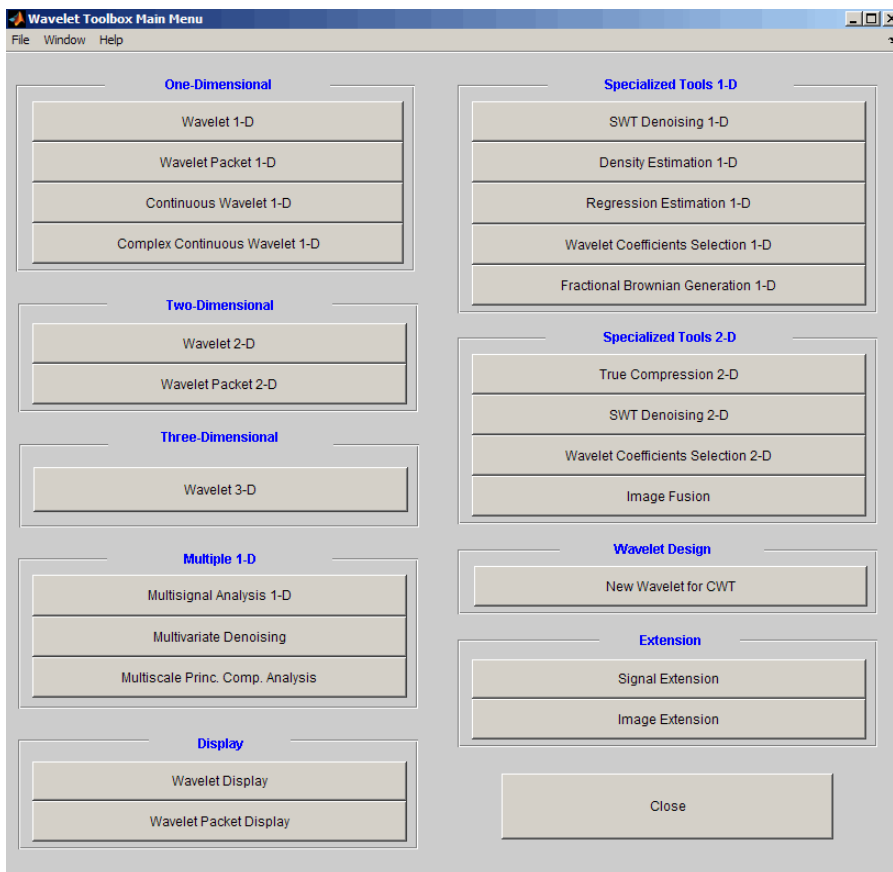 Wavelet Toolbox Main Menu
File Window Help
One-Dimensional
Wavelet 1-D
Wavelet Packet 1-D
Continuous Wavelet 1-D
Complex Continuous Wavelet 1-D
Two-Dimensional
Wavelet 2-D
Wavelet Packet 2-D
Three-Dimensional
Wavelet 3-D
Multiple 1-D
Multisignal Analysis 1-D
Multivariate Denoising
Multiscale Princ. Comp. Analysis
Display
Wavelet Display
Wavelet Packet Display
Specialized Tools 1-D
SWT Denoising 1-D
Density Estimation 1-D
Regression Estimation 1-D
Wavelet Coefficients Selection 1-D
Fractional Brownian Generation 1-D
Specialized Tools 2-D
True Compression 2-D
SWT Denoising 2-D
Wavelet Coefficients Selection 2-D
Image Fusion
Wavelet Design
New Wavelet for CWT
Extension
Signal Extension
Image Extension
Close